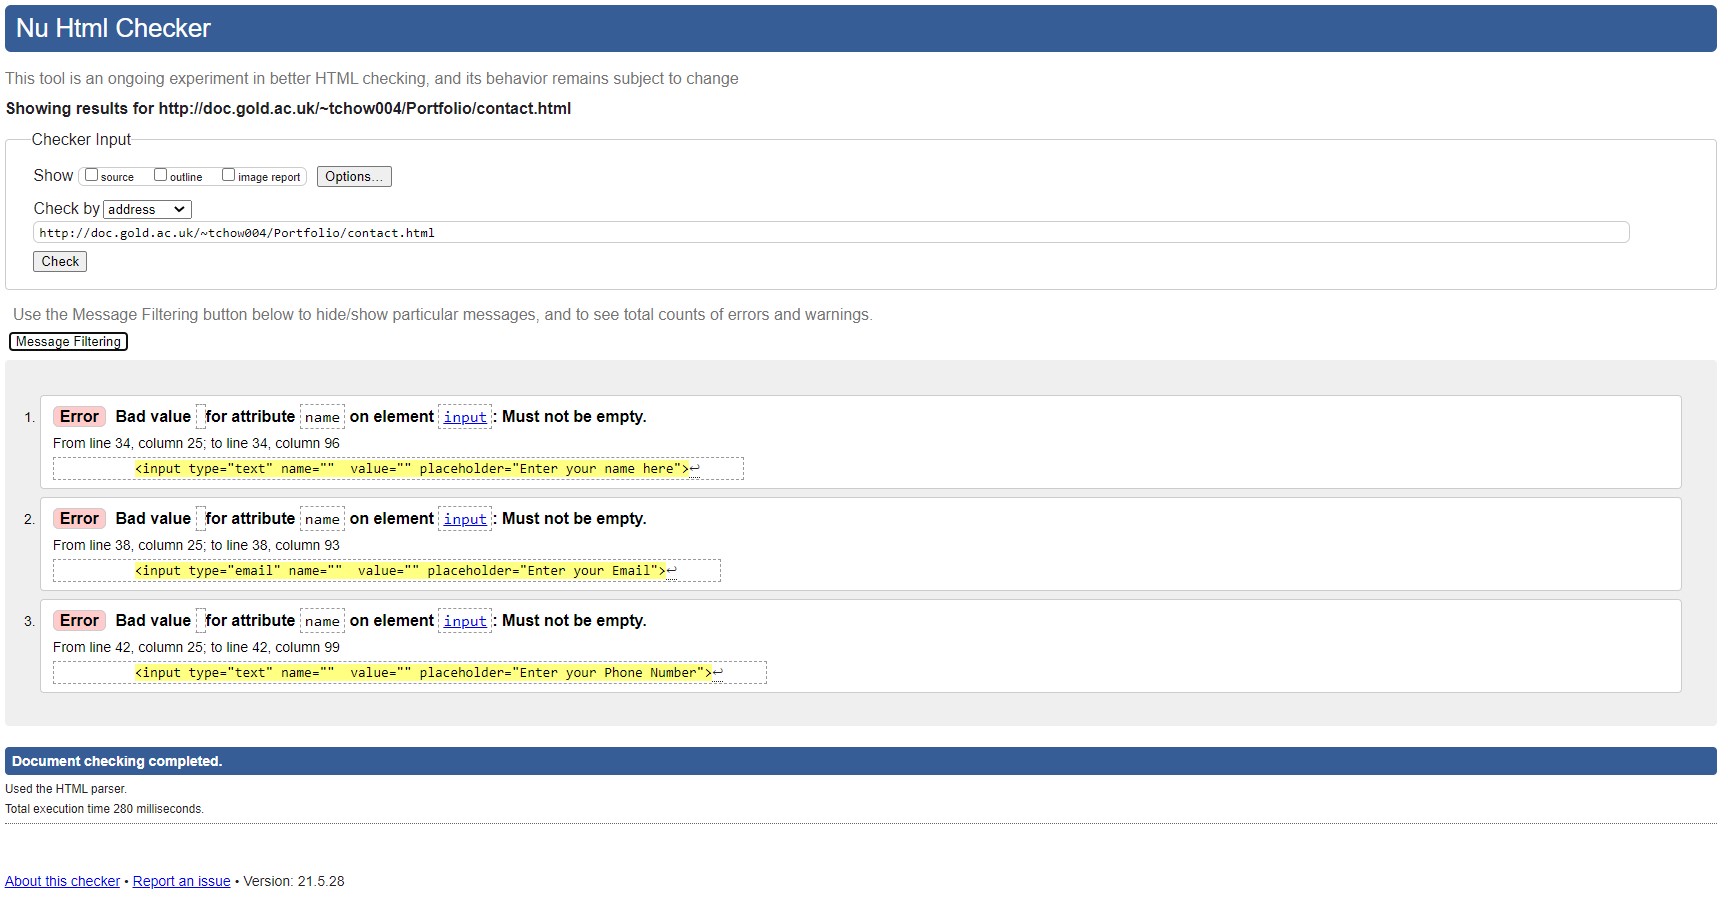 Nu Html Checker
This tool is an ongoing experiment in better HTML checking, and its behavior remains subject to change
Showing results for http://doc.gold.ac.uk/~tchow004/Portfolio/contact.html
Checker Input
Show source outline image report Options...
Check by address
http://doc.gold.ac.uk/~tchow004/Portfolio/contact.html
Check
Use the Message Filtering button below to hide/show particular messages, and to see total counts of errors and warnings.
Message Filtering
1. Error Bad value for attribute name on element input: Must not be empty.
From line 34, column 25; to line 34, column 96
<input type="text" name=""  value="" placeholder="Enter your name here">↩
2. Error Bad value for attribute name on element input: Must not be empty.
From line 38, column 25; to line 38, column 93
<input type="email" name=""  value="" placeholder="Enter your Email">↩
3. Error Bad value for attribute name on element input: Must not be empty.
From line 42, column 25; to line 42, column 99
<input type="text" name=""  value="" placeholder="Enter your Phone Number">↩
Document checking completed.
Used the HTML parser.
Total execution time 280 milliseconds.
About this checker • Report an issue • Version: 21.5.28